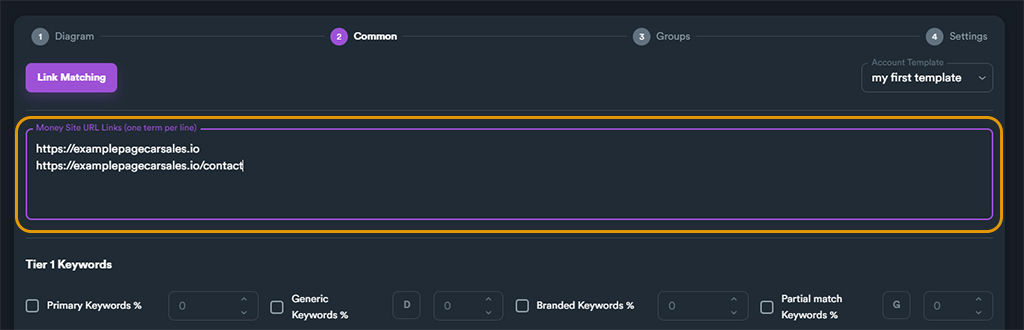 1 Diagram 2 Common 3 Groups 4 Settings
Link Matching
Account Template
my first template
Money Site URL Links (one term per line)
https://examplepagecarsales.io
https://examplepagecarsales.io/contact
Tier 1 Keywords
Primary Keywords % 0
Generic Keywords % D 0
Branded Keywords % 0
Partial match Keywords % G 0